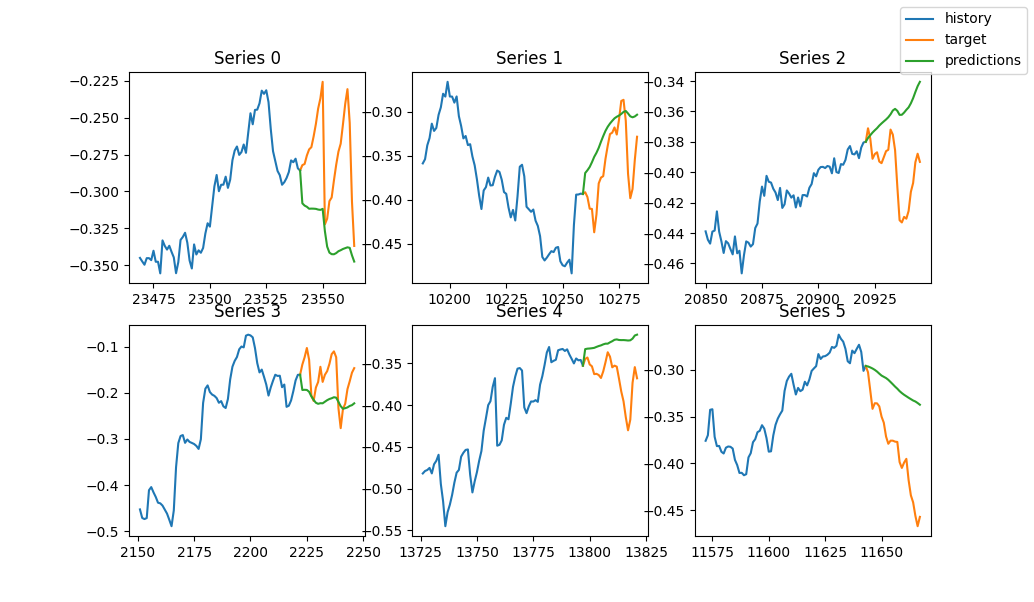 history
target
predictions
Series 0
Series 1
Series 2
−0.225
−0.250
−0.275
−0.300
−0.325
−0.350
23475 23500 23525 23550
−0.30
−0.35
−0.40
−0.45
10200 10225 10250 10275
−0.34
−0.36
−0.38
−0.40
−0.42
−0.44
−0.46
20850 20875 20900 20925
Series 3
Series 4
Series 5
−0.1
−0.2
−0.3
−0.4
−0.5
2150 2175 2200 2225 2250
−0.35
−0.40
−0.45
−0.50
−0.55
13725 13750 13775 13800 13825
−0.30
−0.35
−0.40
−0.45
11575 11600 11625 11650